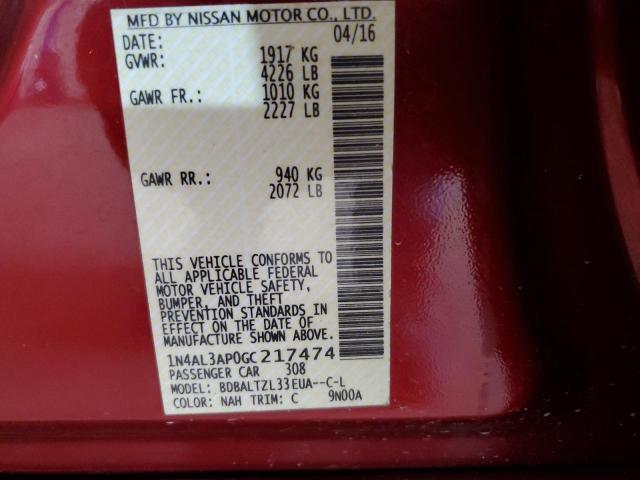 MFD BY NISSAN MOTOR CO., LTD.
DATE: 04/16
GVWR: 1917 KG
4226 LB
GAWR FR.: 1010 KG
2227 LB
GAWR RR.: 940 KG
2072 LB
THIS VEHICLE CONFORMS TO
ALL APPLICABLE FEDERAL
MOTOR VEHICLE SAFETY,
BUMPER, AND THEFT
PREVENTION STANDARDS IN
EFFECT ON THE DATE OF
MANUFACTURE SHOWN ABOVE.
1N4AL3AP0GC217474
PASSENGER CAR 308
MODEL: BDBALTZL33EUA--C-L
COLOR: NAH TRIM: C 9N00A